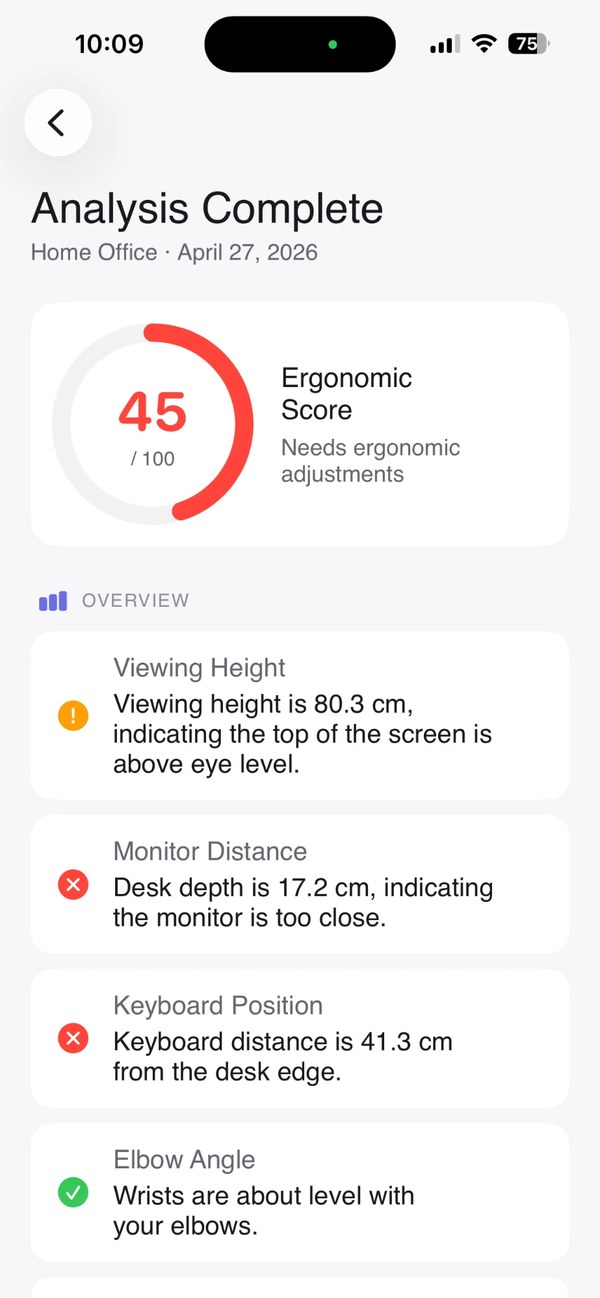 10:09
75
Analysis Complete
Home Office · April 27, 2026
45
/ 100
Ergonomic
Score
Needs ergonomic
adjustments
OVERVIEW
Viewing Height
Viewing height is 80.3 cm,
indicating the top of the screen is
above eye level.
Monitor Distance
Desk depth is 17.2 cm, indicating
the monitor is too close.
Keyboard Position
Keyboard distance is 41.3 cm
from the desk edge.
Elbow Angle
Wrists are about level with
your elbows.